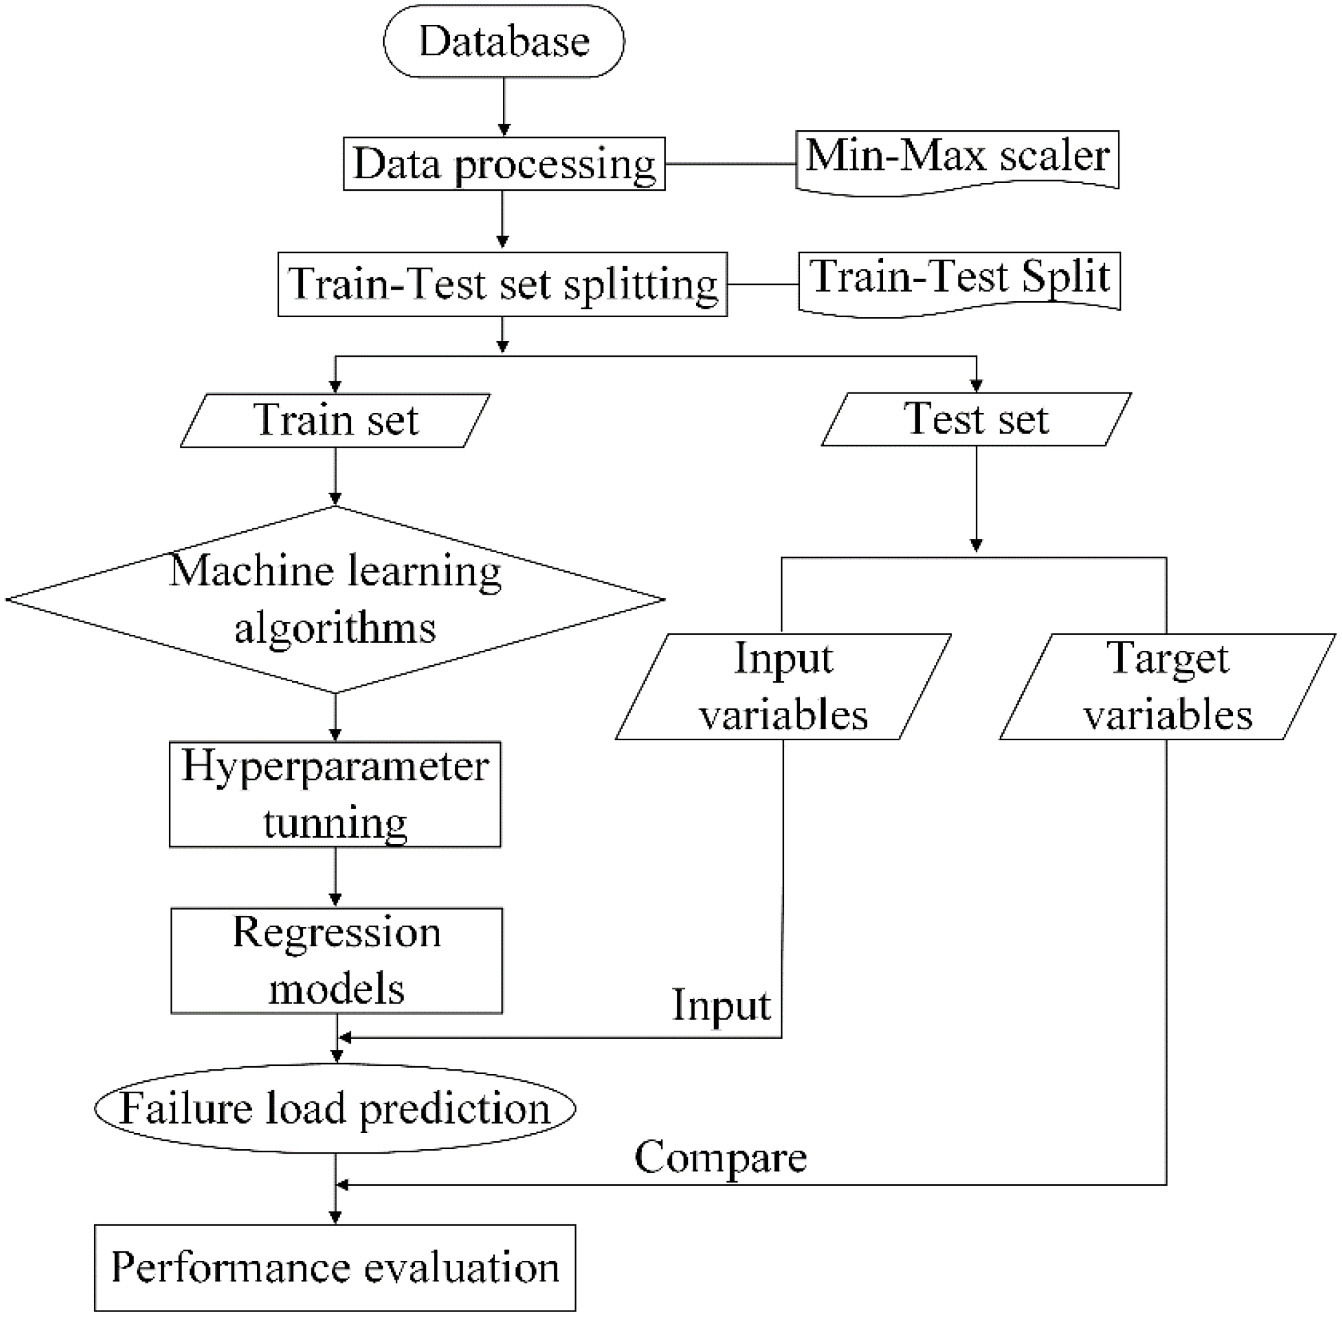 Database
Data processing
Min-Max scaler
Train-Test set splitting
Train-Test Split
Train set
Test set
Machine learning
algorithms
Input
variables
Target
variables
Hyperparameter
tunning
Regression
models
Input
Failure load prediction
Compare
Performance evaluation